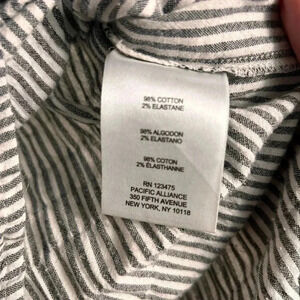 98% COTTON
2% ELASTANE
98% ALGODON
2% ELASTANO
98% COTON
2% ÉLASTHANNE
RN 123475
PACIFIC ALLIANCE
350 FIFTH AVENUE
NEW YORK, NY 10118